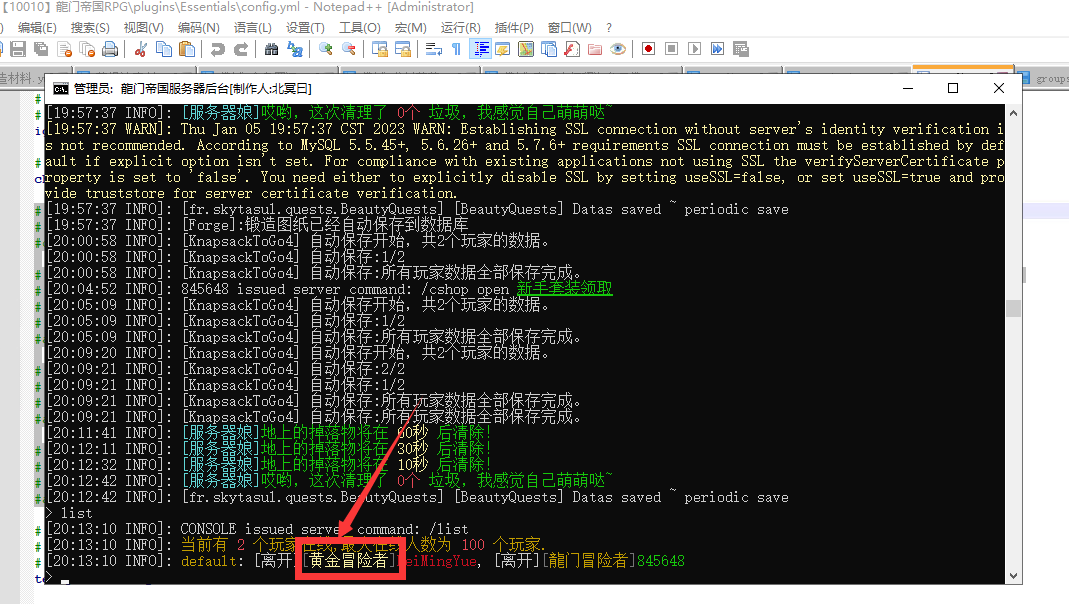 【10010】龍门帝国RPG\plugins\Essentials\config.yml - Notepad++ [Administrator]
编辑(E) 搜索(S) 视图(V) 编码(N) 语言(L) 设置(T) 工具(O) 宏(M) 运行(R) 插件(P) 窗口(W) ?
管理员: 龍门帝国服务器后台[制作人:北冥日]
groups
[19:57:37 INFO]: [服务器娘]哎哟，这次清理了 0个 垃圾，我感觉自己萌萌哒~
[19:57:37 WARN]: Thu Jan 05 19:57:37 CST 2023 WARN: Establishing SSL connection without server's identity verification i
s not recommended. According to MySQL 5.5.45+, 5.6.26+ and 5.7.6+ requirements SSL connection must be established by def
ault if explicit option isn't set. For compliance with existing applications not using SSL the verifyServerCertificate p
roperty is set to 'false'. You need either to explicitly disable SSL by setting useSSL=false, or set useSSL=true and pro
vide truststore for server certificate verification.
[19:57:37 INFO]: [fr.skytasul.quests.BeautyQuests] [BeautyQuests] Datas saved ~ periodic save
[19:57:37 INFO]: [Forge]:锻造图纸已经自动保存到数据库
[20:00:58 INFO]: [KnapsackToGo4] 自动保存开始，共2个玩家的数据。
[20:00:58 INFO]: [KnapsackToGo4] 自动保存:1/2
[20:00:58 INFO]: [KnapsackToGo4] 自动保存:所有玩家数据全部保存完成。
[20:04:52 INFO]: 845648 issued server command: /cshop open 新手套装领取
[20:05:09 INFO]: [KnapsackToGo4] 自动保存开始，共2个玩家的数据。
[20:05:09 INFO]: [KnapsackToGo4] 自动保存:1/2
[20:05:09 INFO]: [KnapsackToGo4] 自动保存:所有玩家数据全部保存完成。
[20:09:20 INFO]: [KnapsackToGo4] 自动保存开始，共2个玩家的数据。
[20:09:21 INFO]: [KnapsackToGo4] 自动保存:2/2
[20:09:21 INFO]: [KnapsackToGo4] 自动保存:1/2
[20:09:21 INFO]: [KnapsackToGo4] 自动保存:所有玩家数据全部保存完成。
[20:09:21 INFO]: [KnapsackToGo4] 自动保存:所有玩家数据全部保存完成。
[20:11:41 INFO]: [服务器娘]地上的掉落物将在 60秒 后清除!
[20:12:11 INFO]: [服务器娘]地上的掉落物将在 30秒 后清除!
[20:12:32 INFO]: [服务器娘]地上的掉落物将在 10秒 后清除!
[20:12:42 INFO]: [服务器娘]哎哟，这次清理了 0个 垃圾，我感觉自己萌萌哒~
[20:12:42 INFO]: [fr.skytasul.quests.BeautyQuests] [BeautyQuests] Datas saved ~ periodic save
> list
[20:13:10 INFO]: CONSOLE issued server command: /list
[20:13:10 INFO]: 当前有 2 个玩家在线,最大在线人数为 100 个玩家.
[20:13:10 INFO]: default: [离开][黄金冒险者]BeiMingYue, [离开][龍门冒险者]845648
>